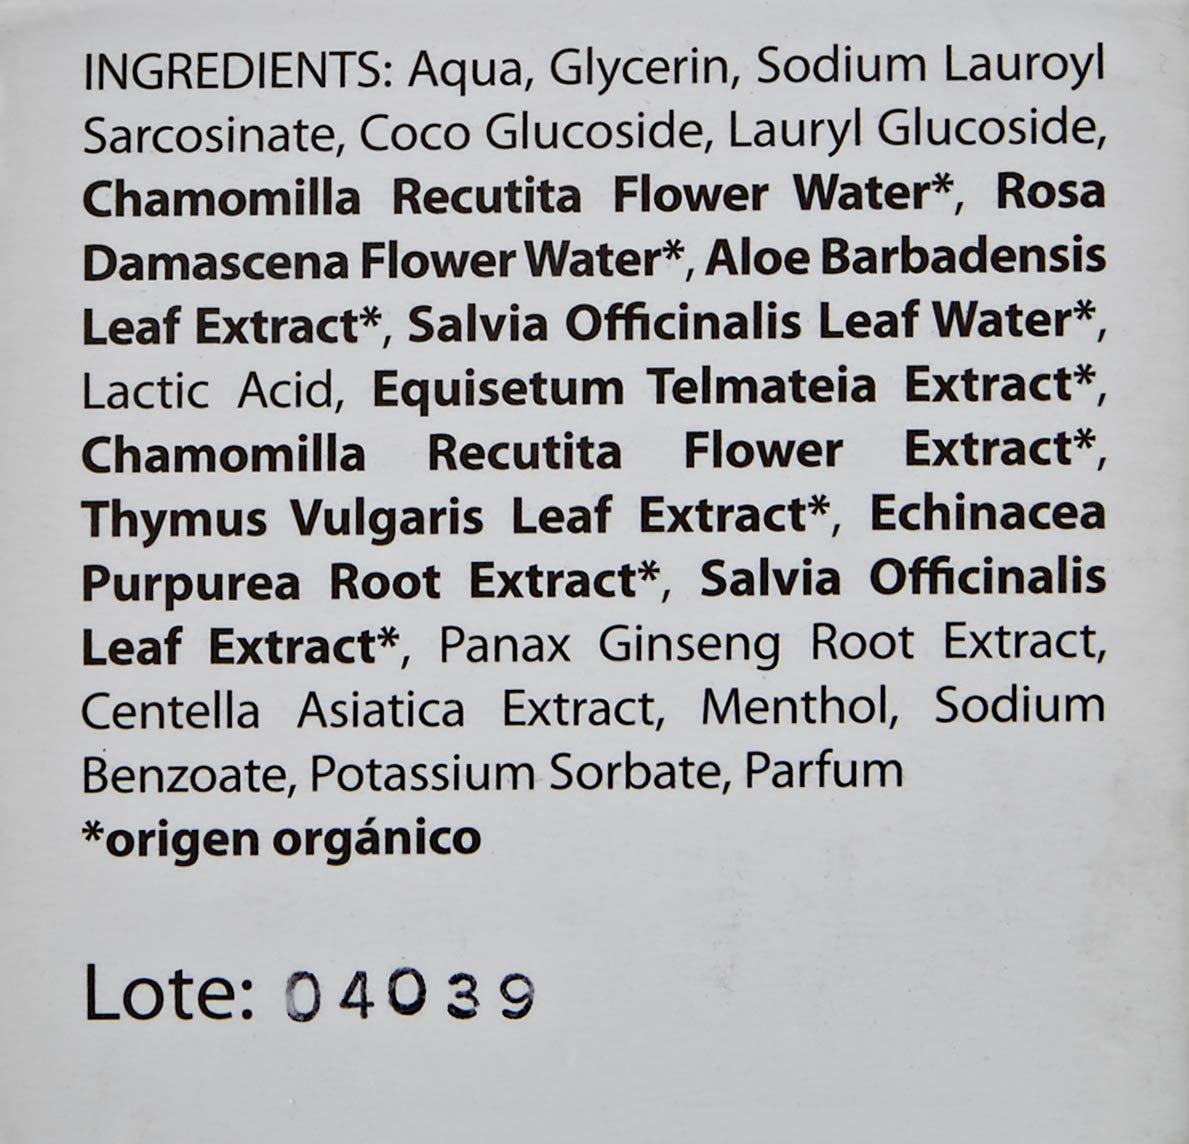 INGREDIENTS: Aqua, Glycerin, Sodium Lauroyl
Sarcosinate, Coco Glucoside, Lauryl Glucoside,
Chamomilla Recutita Flower Water*, Rosa
Damascena Flower Water*, Aloe Barbadensis
Leaf Extract*, Salvia Officinalis Leaf Water*,
Lactic Acid, Equisetum Telmateia Extract*,
Chamomilla Recutita Flower Extract*,
Thymus Vulgaris Leaf Extract*, Echinacea
Purpurea Root Extract*, Salvia Officinalis
Leaf Extract*, Panax Ginseng Root Extract,
Centella Asiatica Extract, Menthol, Sodium
Benzoate, Potassium Sorbate, Parfum
*origen orgánico
Lote: 04039